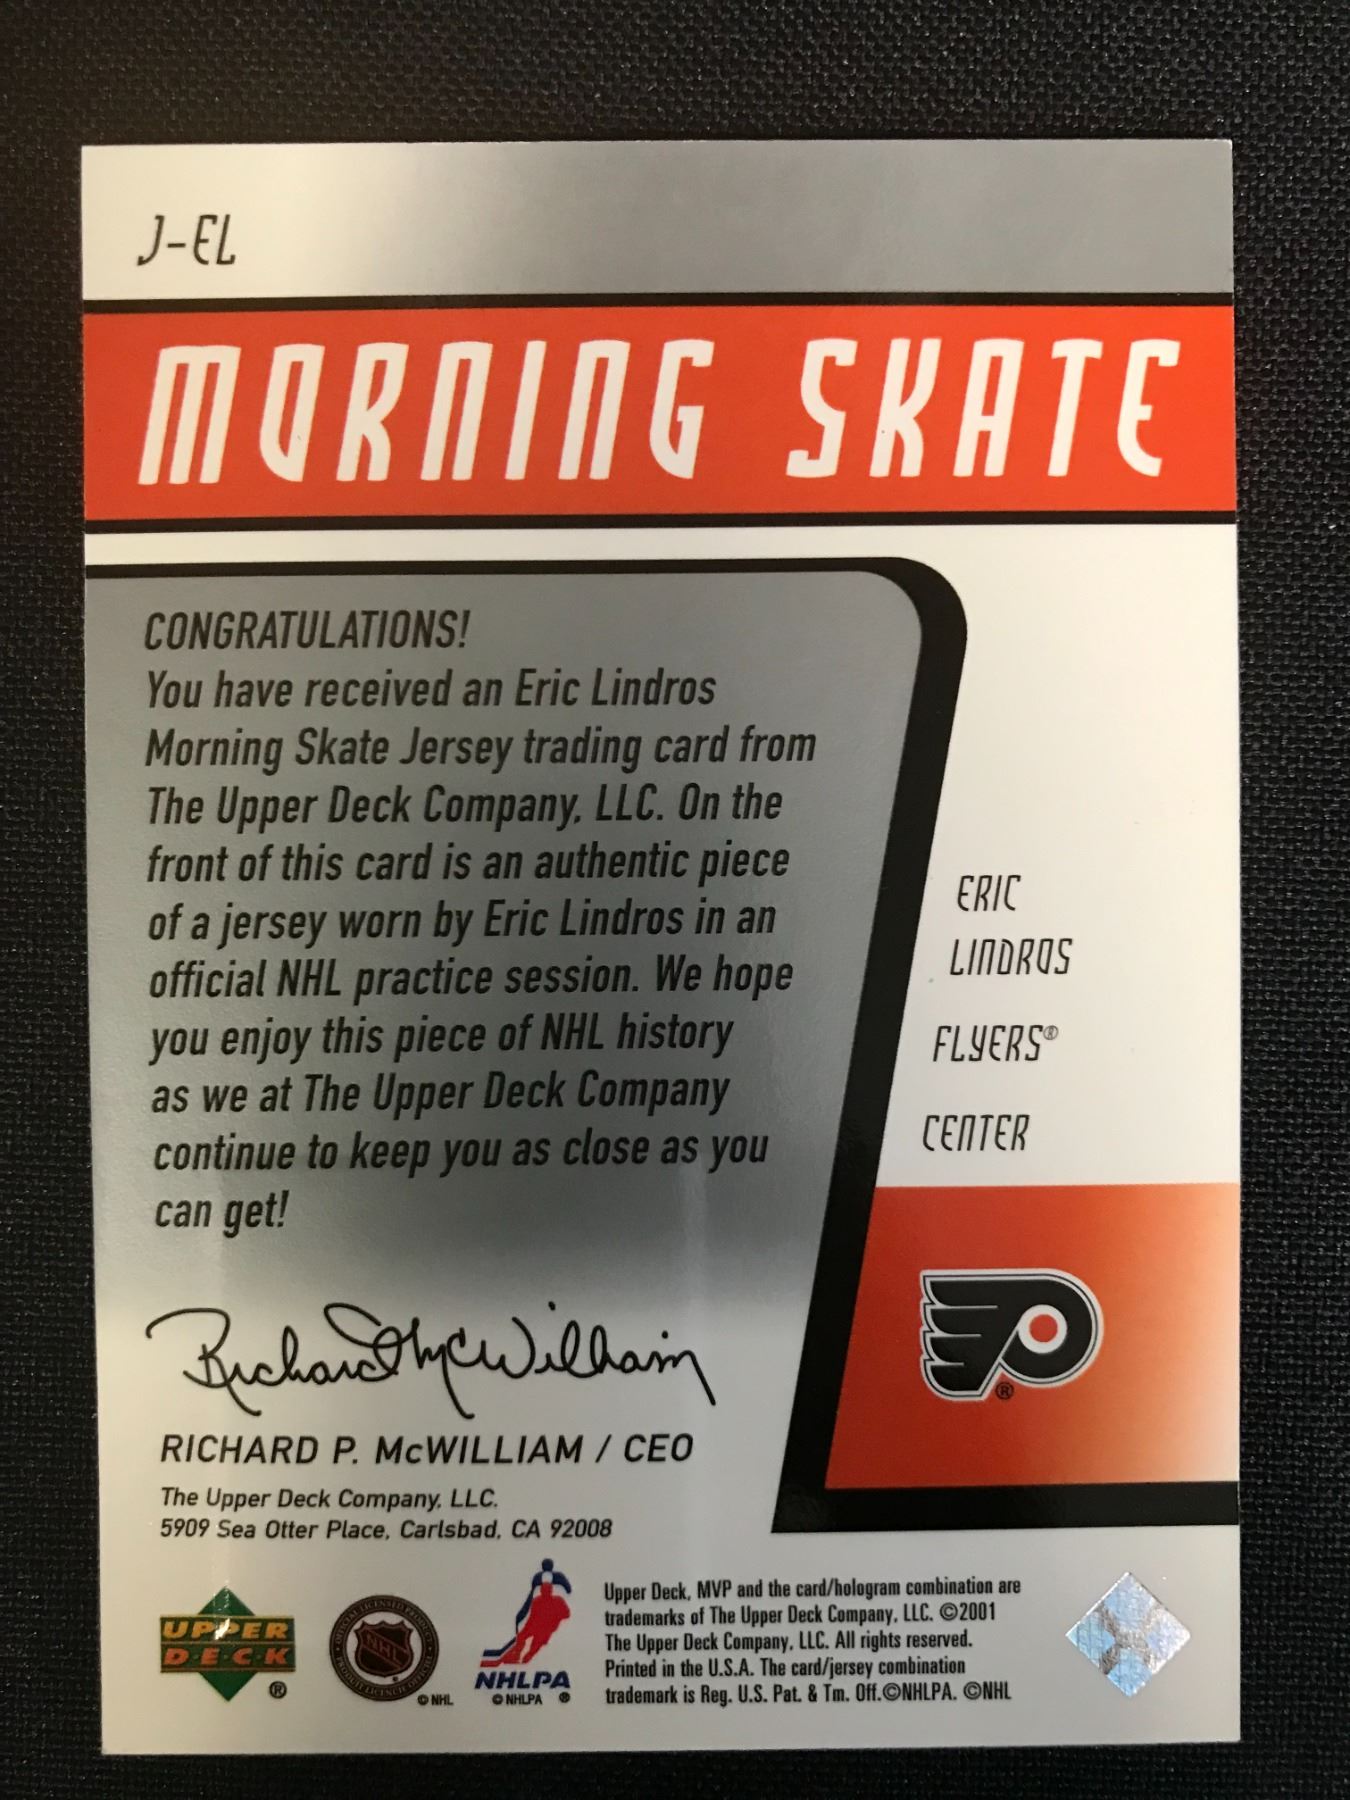 J-EL
MORNING SKATE
CONGRATULATIONS!
You have received an Eric Lindros
Morning Skate Jersey trading card from
The Upper Deck Company, LLC. On the
front of this card is an authentic piece
of a jersey worn by Eric Lindros in an
official NHL practice session. We hope
you enjoy this piece of NHL history
as we at The Upper Deck Company
continue to keep you as close as you
can get!
ERIC
LINDROS
FLYERS®
CENTER
®
Richard McWilliam
RICHARD P. McWILLIAM / CEO
The Upper Deck Company, LLC.
5909 Sea Otter Place, Carlsbad, CA 92008
UPPER
DECK
®
NHL
©NHL
NHLPA
©NHLPA ®
Upper Deck, MVP and the card/hologram combination are
trademarks of The Upper Deck Company, LLC. ©2001
The Upper Deck Company, LLC. All rights reserved.
Printed in the U.S.A. The card/jersey combination
trademark is Reg. U.S. Pat. & Tm. Off.©NHLPA. ©NHL